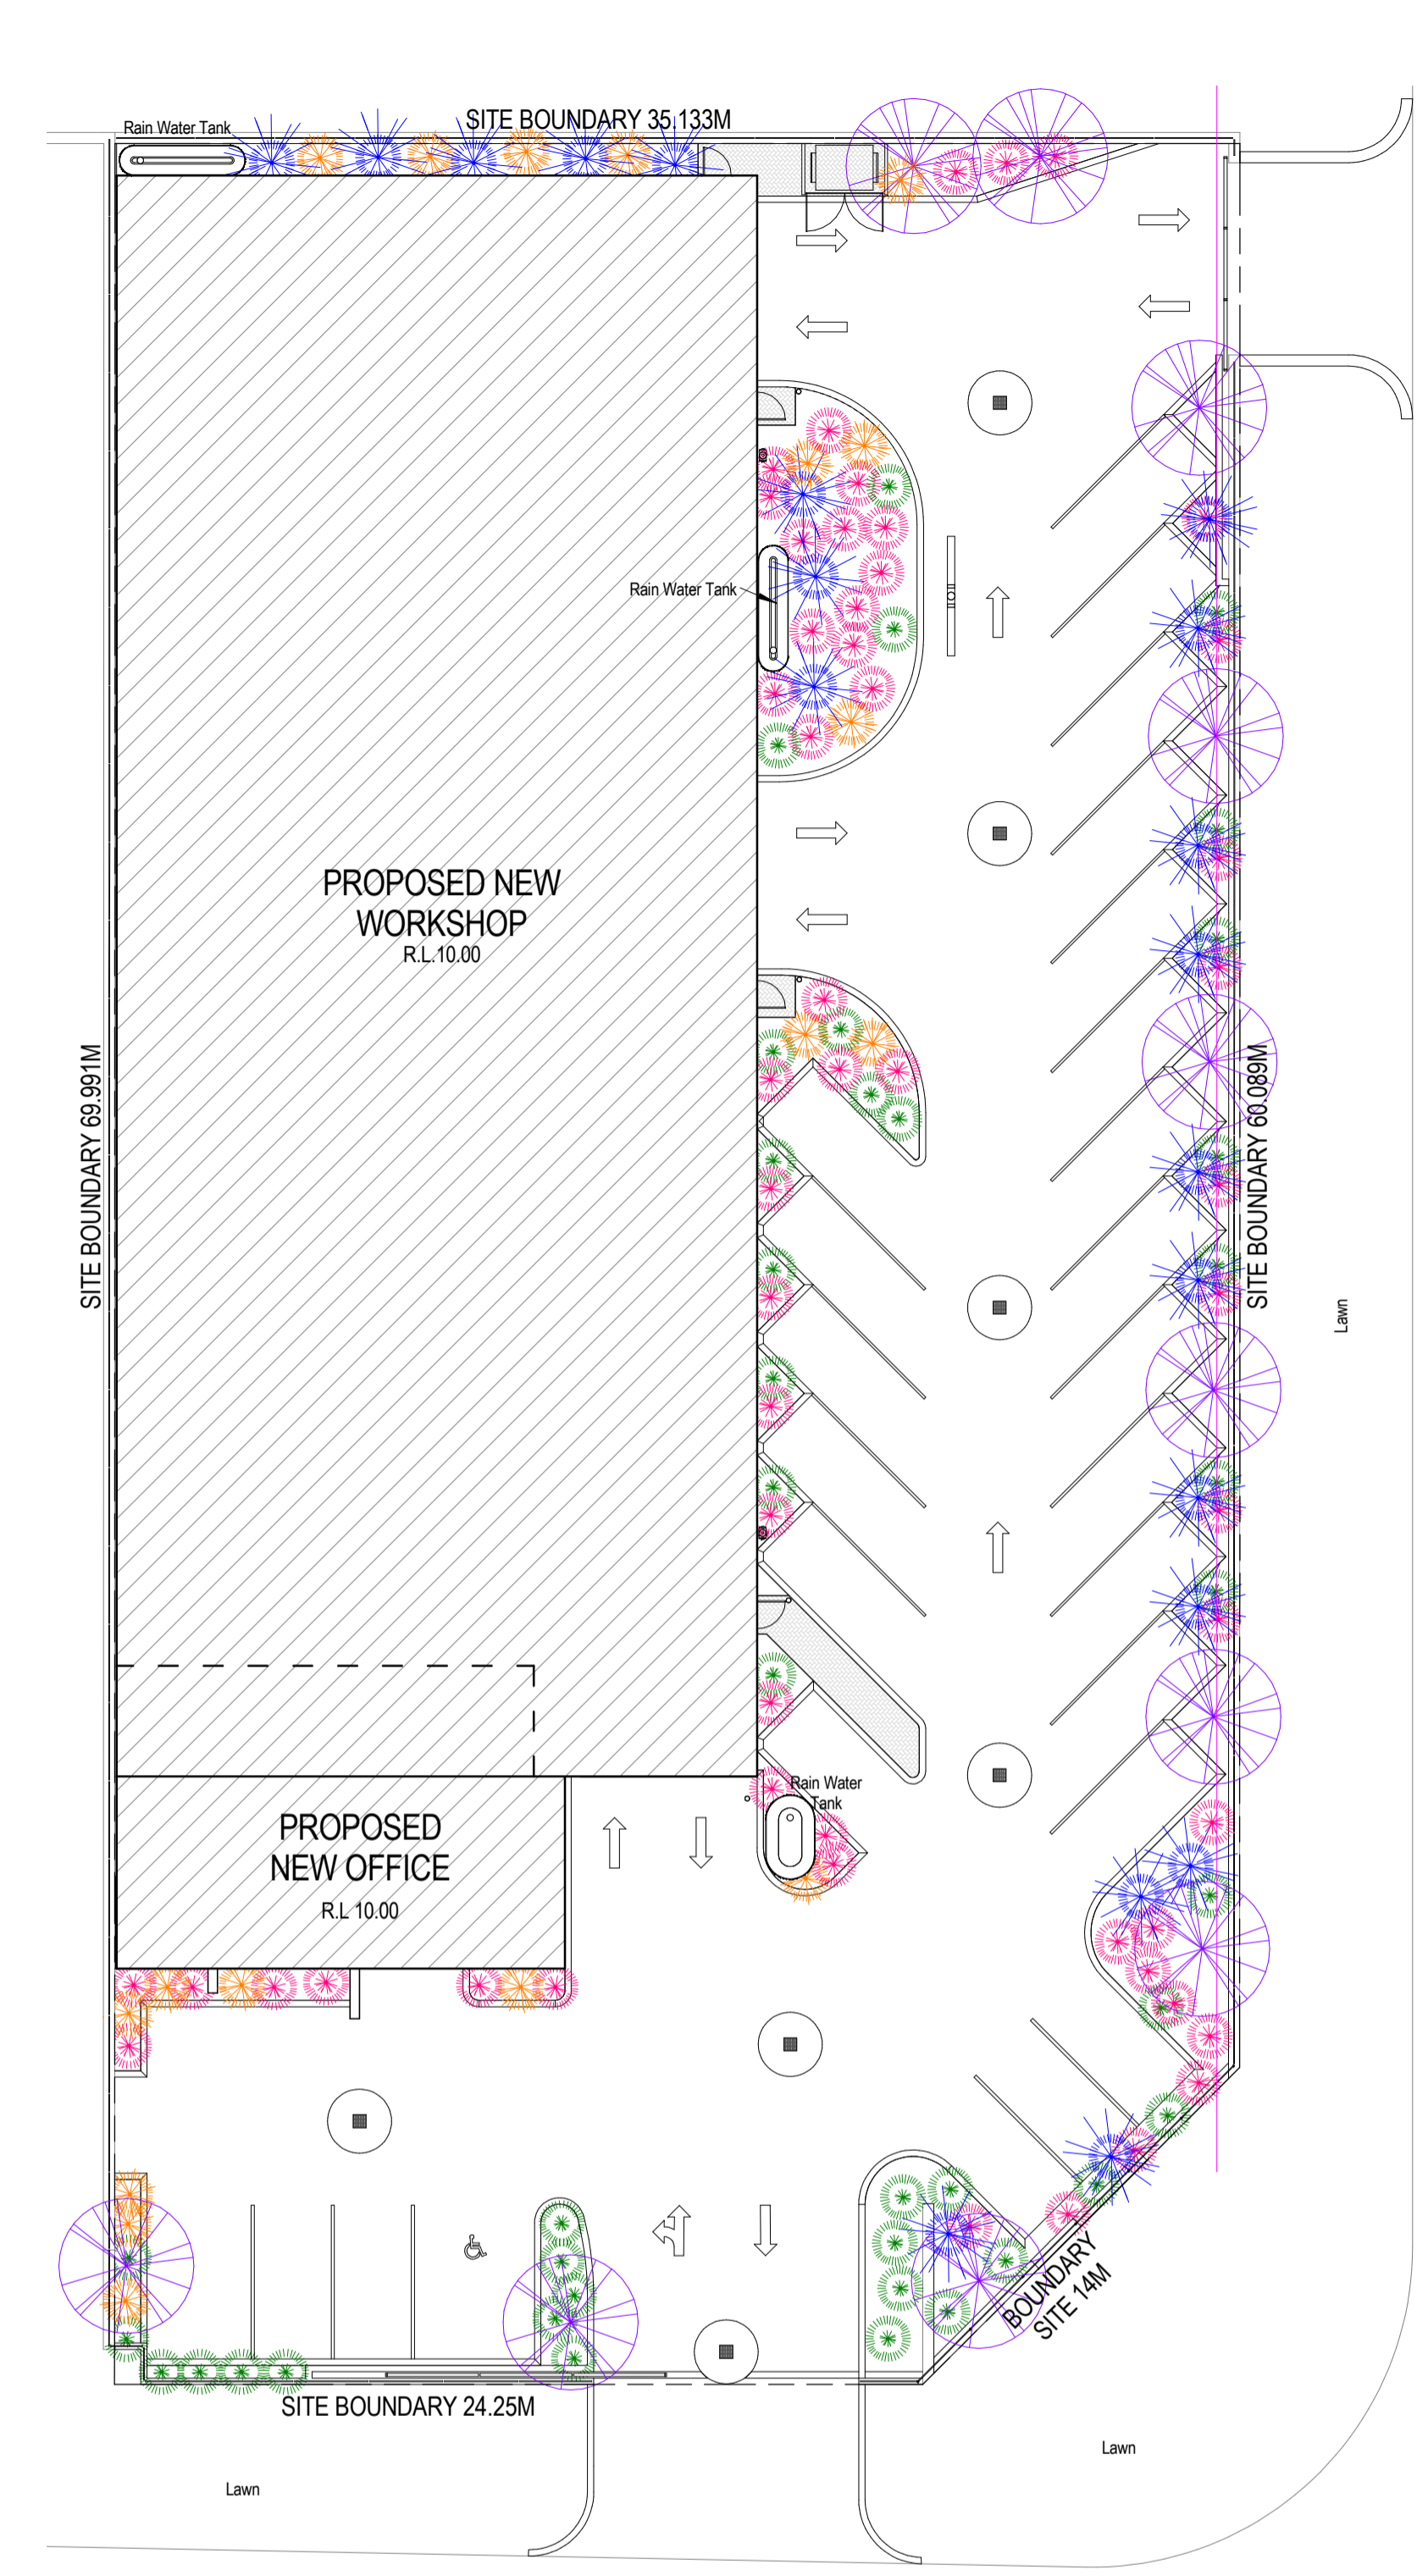 SITE BOUNDARY 35.133M
Rain Water Tank
Rain Water Tank
PROPOSED NEW
WORKSHOP
R.L.10.00
SITE BOUNDARY 69.991M
SITE BOUNDARY 60.089M
Lawn
Rain Water
Tank
PROPOSED
NEW OFFICE
R.L 10.00
BOUNDARY
SITE 14M
SITE BOUNDARY 24.25M
Lawn
Lawn